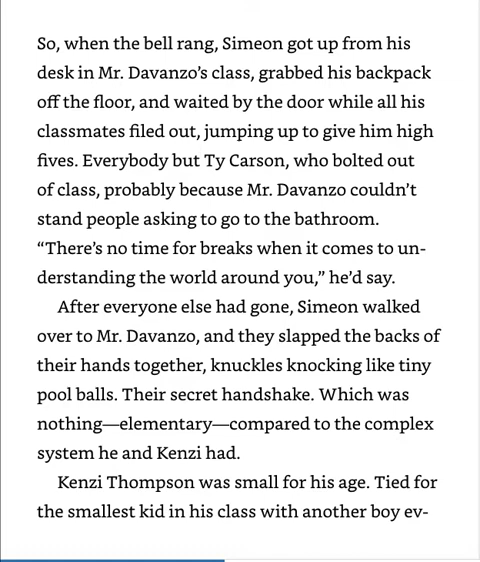 So, when the bell rang, Simeon got up from his
desk in Mr. Davanzo’s class, grabbed his backpack
off the floor, and waited by the door while all his
classmates filed out, jumping up to give him high
fives. Everybody but Ty Carson, who bolted out
of class, probably because Mr. Davanzo couldn’t
stand people asking to go to the bathroom.
“There’s no time for breaks when it comes to un-
derstanding the world around you,” he’d say.
After everyone else had gone, Simeon walked
over to Mr. Davanzo, and they slapped the backs of
their hands together, knuckles knocking like tiny
pool balls. Their secret handshake. Which was
nothing—elementary—compared to the complex
system he and Kenzi had.
Kenzi Thompson was small for his age. Tied for
the smallest kid in his class with another boy ev-